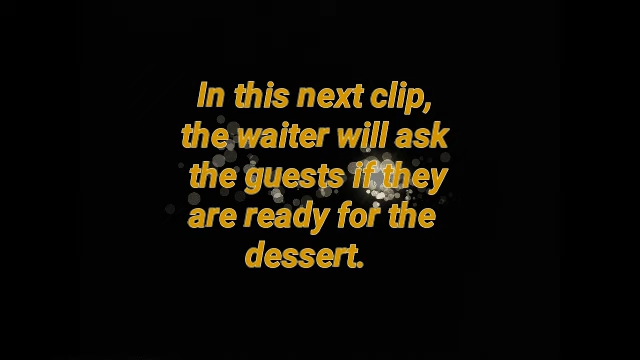 In this next clip,
the waiter will ask
the guests if they
are ready for the
dessert.